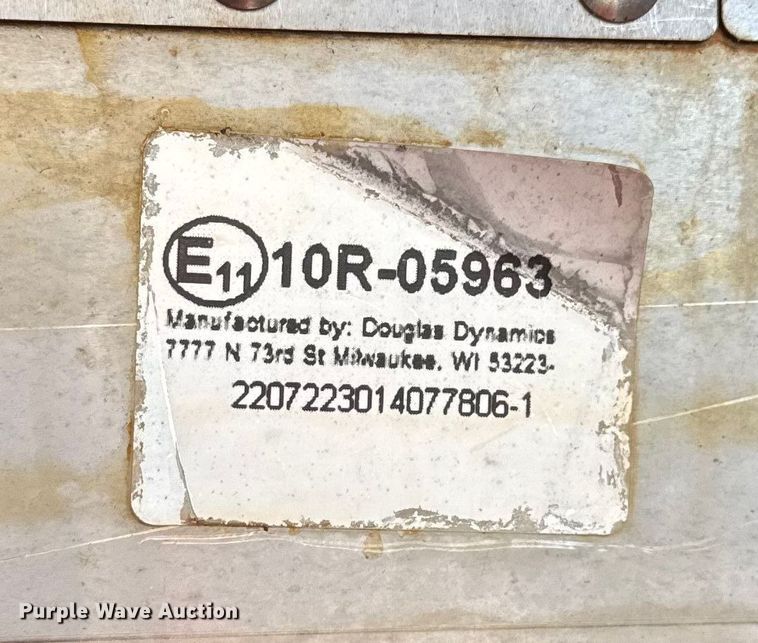 E11 10R-05963
Manufactured by: Douglas Dynamics
7777 N 73rd St Milwaukee, WI 53223-
2207223014077806-1
Purple Wave Auction